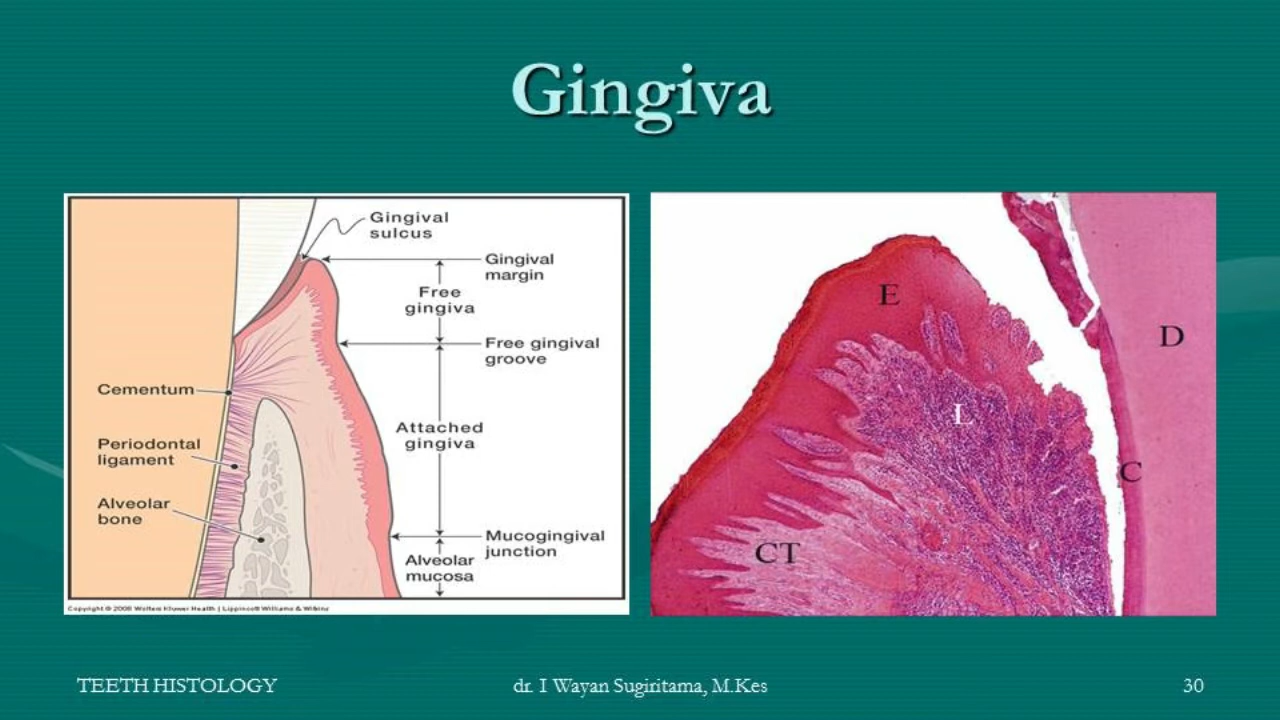 Gingiva
Gingival
sulcus
Gingival
margin
Free
gingiva
Free gingival
groove
Cementum
Attached
gingiva
Periodontal
ligament
Alveolar
bone
Mucogingival
junction
Alveolar
mucosa
Copyright © 2008 Wolters Kluwer Health | Lippincott Williams & Wilkins
E
D
L
C
CT
TEETH HISTOLOGY
dr. I Wayan Sugiritama, M.Kes
30